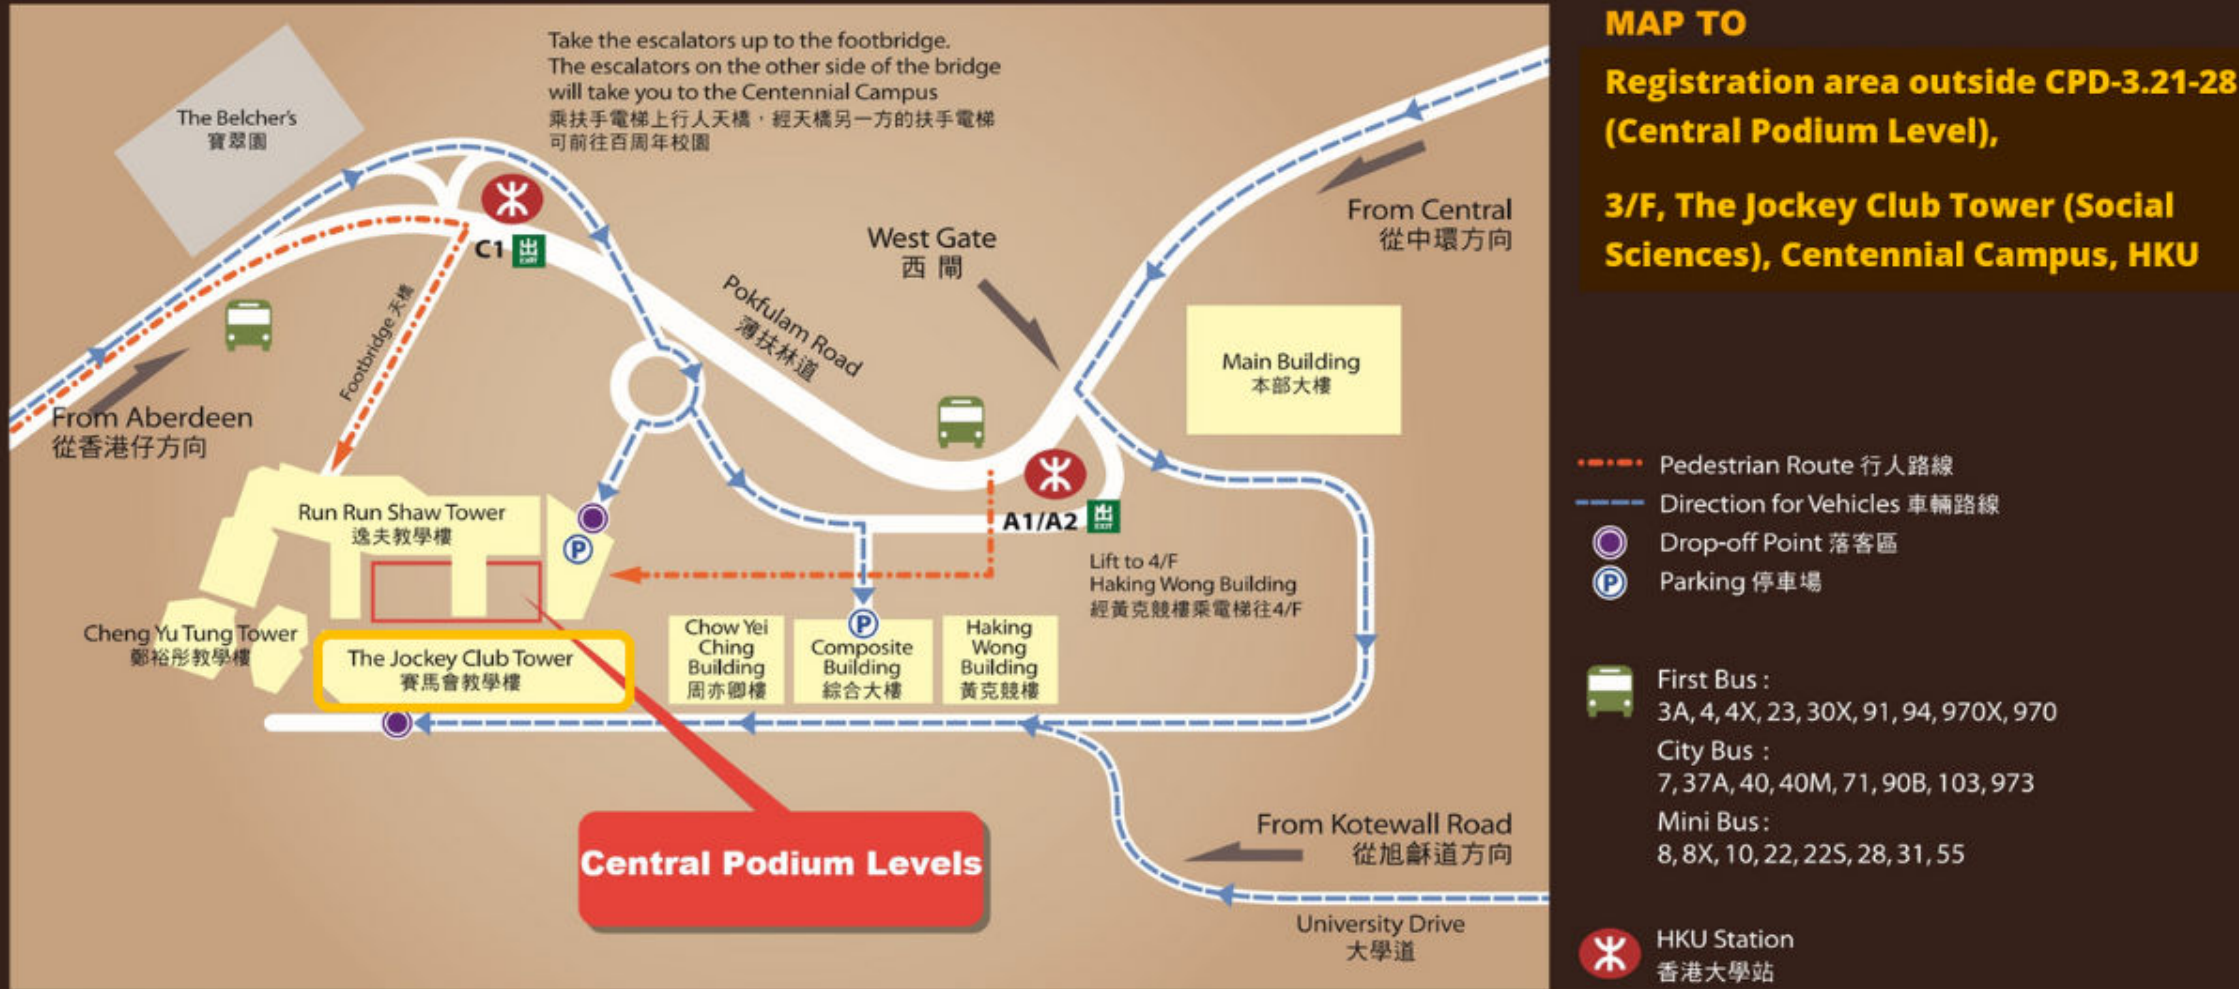 Take the escalators up to the footbridge.
The escalators on the other side of the bridge
will take you to the Centennial Campus
乘扶手電梯上行人天橋，經天橋另一方的扶手電梯
可前往百周年校園
The Belcher's
寶翠園
C1
出
EXIT
Footbridge 天橋
From Aberdeen
從香港仔方向
Pokfulam Road
薄扶林道
West Gate
西 閘
From Central
從中環方向
Main Building
本部大樓
A1/A2
出
EXIT
Lift to 4/F
Haking Wong Building
經黃克競樓乘電梯往4/F
Run Run Shaw Tower
逸夫教學樓
P
Cheng Yu Tung Tower
鄭裕彤教學樓
The Jockey Club Tower
賽馬會教學樓
Chow Yei
Ching
Building
周亦卿樓
P
Composite
Building
綜合大樓
Haking
Wong
Building
黃克競樓
Central Podium Levels
From Kotewall Road
從旭龢道方向
University Drive
大學道
MAP TO
Registration area outside CPD-3.21-28
(Central Podium Level),
3/F, The Jockey Club Tower (Social
Sciences), Centennial Campus, HKU
Pedestrian Route 行人路線
Direction for Vehicles 車輛路線
Drop-off Point 落客區
P Parking 停車場
First Bus :
3A, 4, 4X, 23, 30X, 91, 94, 970X, 970
City Bus :
7, 37A, 40, 40M, 71, 90B, 103, 973
Mini Bus :
8, 8X, 10, 22, 22S, 28, 31, 55
HKU Station
香港大學站